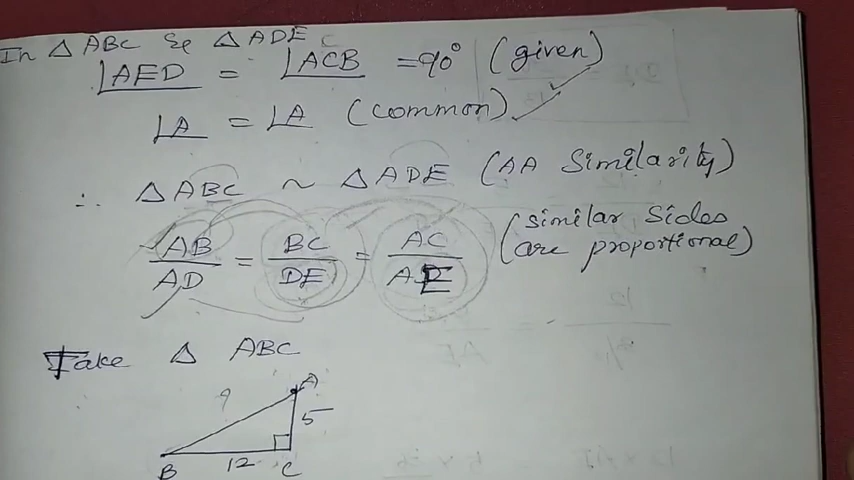 In △ ABC & △ ADE
∠AED = ∠ACB = 90° (given)
∠A = ∠A (common)
∴ △ ABC ~ △ ADE (AA Similarity)
AB/AD = BC/DE = AC/AE (similar sides are proportional)
Take △ ABC
A
?
5
B 12 C